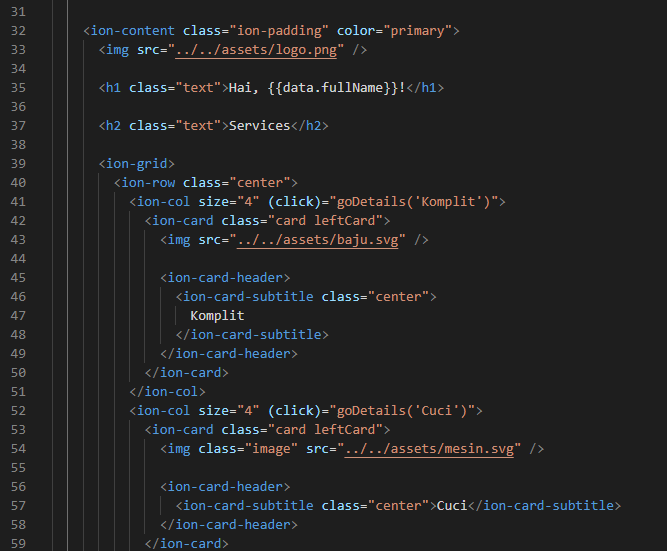 31
32 <ion-content class="ion-padding" color="primary">
33 <img src="../../assets/logo.png" />
34
35 <h1 class="text">Hai, {{data.fullName}}!</h1>
36
37 <h2 class="text">Services</h2>
38
39 <ion-grid>
40 <ion-row class="center">
41 <ion-col size="4" (click)="goDetails('Komplit')">
42 <ion-card class="card leftCard">
43 <img src="../../assets/baju.svg" />
44
45 <ion-card-header>
46 <ion-card-subtitle class="center">
47 Komplit
48 </ion-card-subtitle>
49 </ion-card-header>
50 </ion-card>
51 </ion-col>
52 <ion-col size="4" (click)="goDetails('Cuci')">
53 <ion-card class="card leftCard">
54 <img class="image" src="../../assets/mesin.svg" />
55
56 <ion-card-header>
57 <ion-card-subtitle class="center">Cuci</ion-card-subtitle>
58 </ion-card-header>
59 </ion-card>